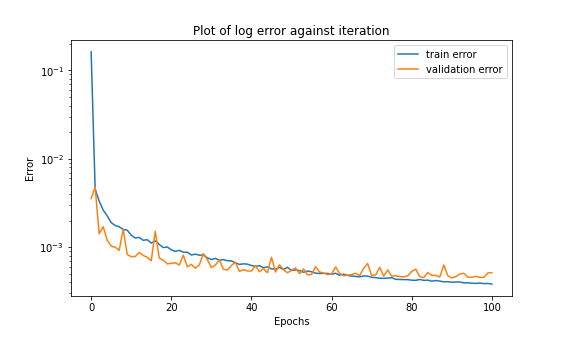 Plot of log error against iteration
train error
validation error
10⁻¹
10⁻²
10⁻³
Error
0
20
40
60
80
100
Epochs